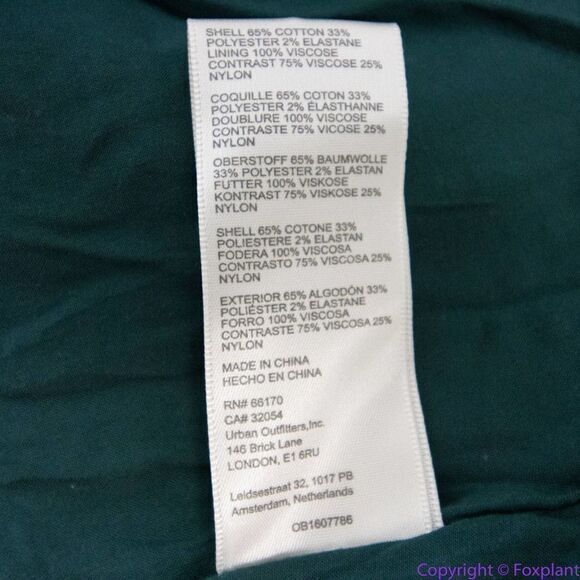 SHELL 65% COTTON 33%
POLYESTER 2% ELASTANE
LINING 100% VISCOSE
CONTRAST 75% VISCOSE 25%
NYLON
COQUILLE 65% COTON 33%
POLYESTER 2% ÉLASTHANNE
DOUBLURE 100% VISCOSE
CONTRASTE 75% VICOSE 25%
NYLON
OBERSTOFF 65% BAUMWOLLE
33% POLYESTER 2% ELASTAN
FUTTER 100% VISKOSE
KONTRAST 75% VISCOSE 25%
NYLON
SHELL 65% COTONE 33%
POLIESTERE 2% ELASTAN
FODERA 100% VISCOSA
CONTRASTO 75% VISCOSA 25%
NYLON
EXTERIOR 65% ALGODÓN 33%
POLIÉSTER 2% ELASTANE
FORRO 100% VISCOSA
CONTRASTE 75% VISCOSA 25%
NYLON
MADE IN CHINA
HECHO EN CHINA
RN# 66170
CA# 32054
Urban Outfitters,Inc.
146 Brick Lane
LONDON, E1 6RU
Leidsestraat 32, 1017 PB
Amsterdam, Netherlands
OB1607786
Copyright © Foxplant